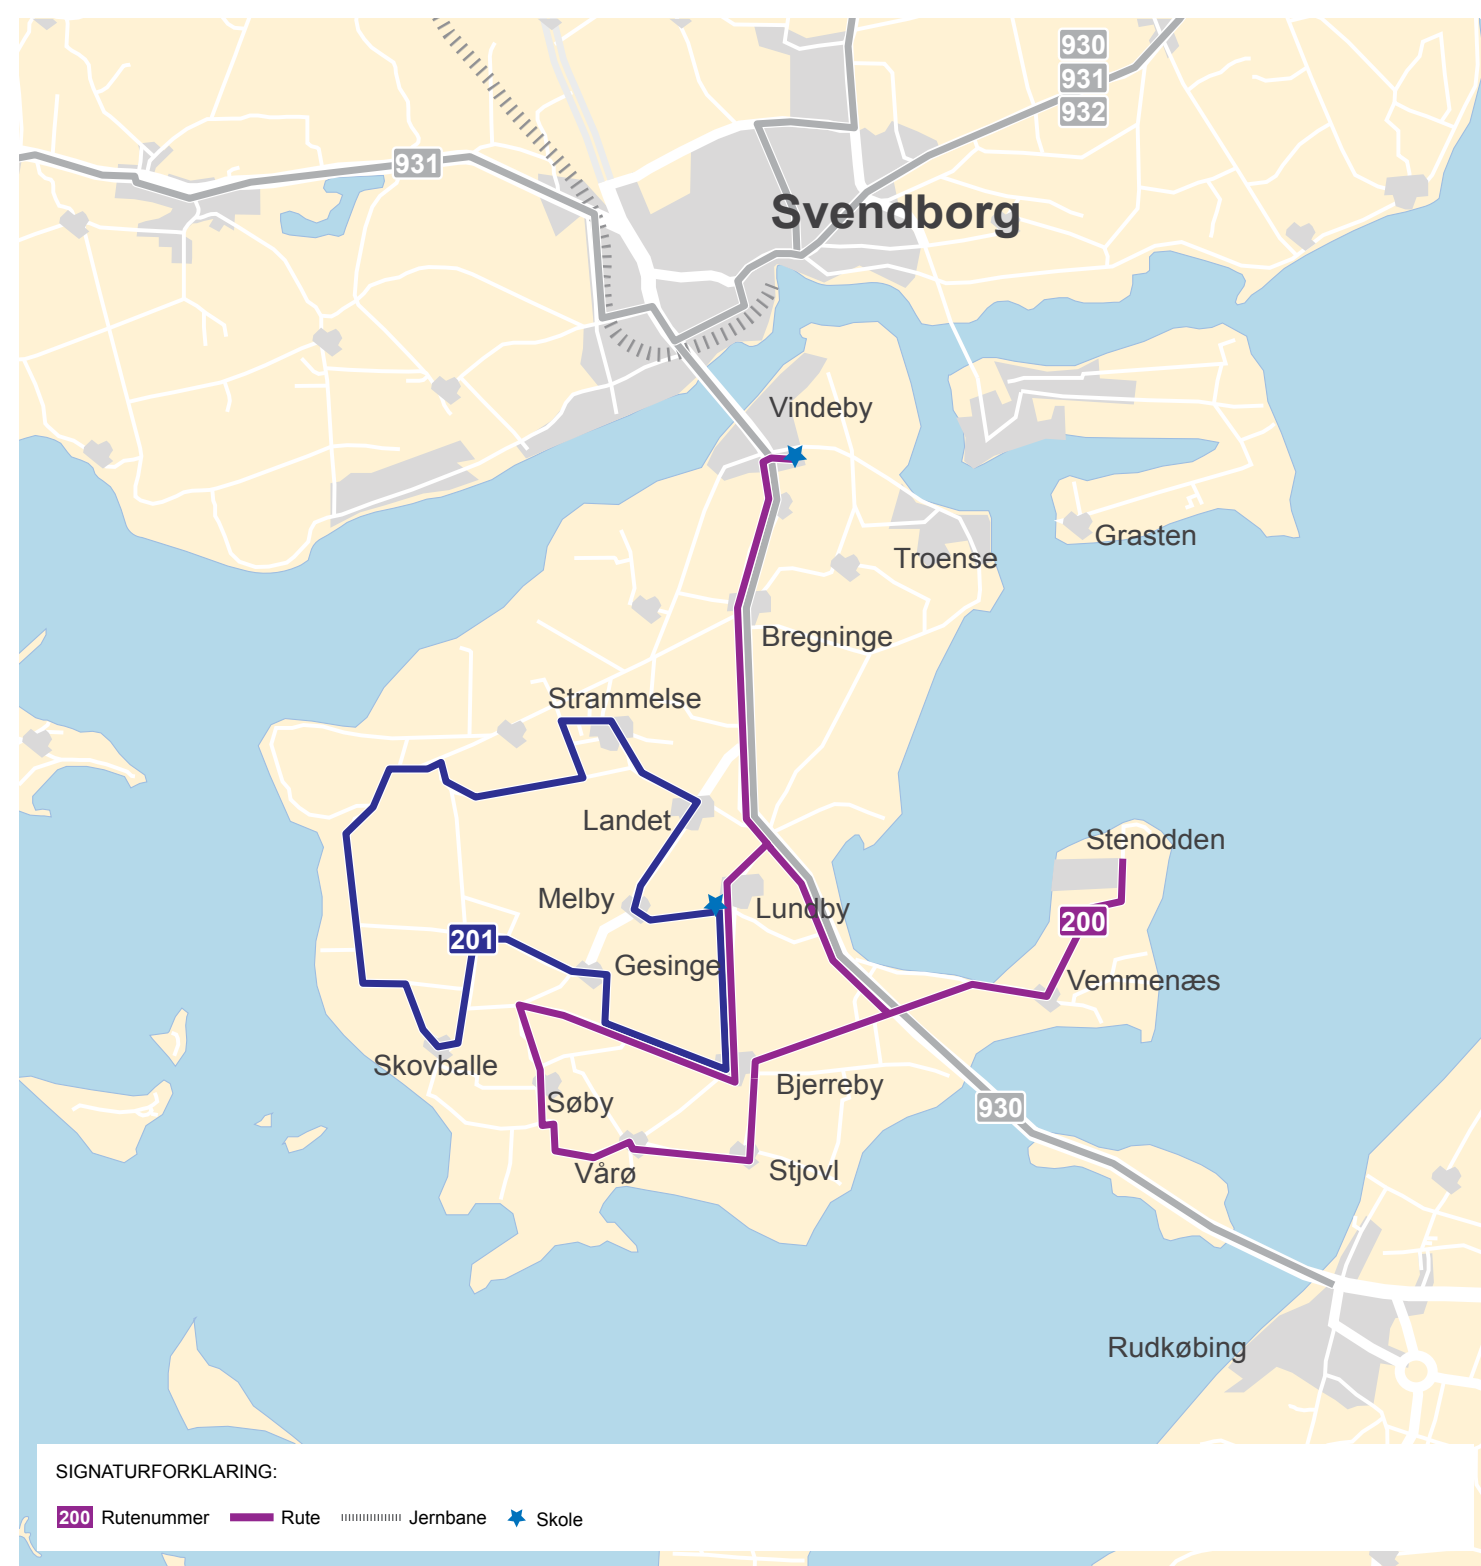 930
931
932
931
Svendborg
Vindeby
Troense
Grasten
Bregninge
Strammelse
Landet
Stenodden
Melby
Lundby
200
201
Gesinge
Vemmenæs
Skovballe
Bjerreby
Søby
930
Vårø
Stjovl
Rudkøbing
SIGNATURFORKLARING:
200 Rutenummer Rute Jernbane Skole